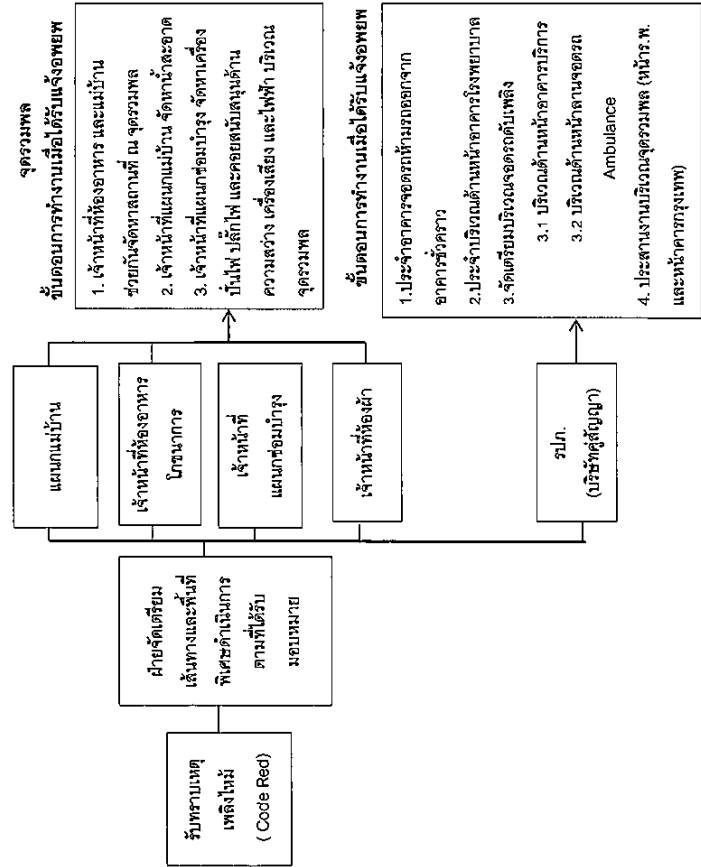 รับทราบเหตุ
เพลิงไหม้
( Code Red)
ฝ่ายจัดเตรียม
เส้นทางและพื้นที่
พิเศษดำเนินการ
ตามที่ได้รับ
มอบหมาย
แผนกแม่บ้าน
เจ้าหน้าที่ห้องอาหาร
โภชนาการ
เจ้าหน้าที่
แผนกซ่อมบำรุง
เจ้าหน้าที่ห้องผ้า
รปภ.
(บริษัทคู่สัญญา)
จุดรวมพล
ขั้นตอนการทำงานเมื่อได้รับแจ้งอพยพ
1. เจ้าหน้าที่ห้องอาหาร และแม่บ้าน
ช่วยกันจัดหาสถานที่ ณ จุดรวมพล
2. เจ้าหน้าที่แผนกแม่บ้าน จัดหาน้ำสะอาด
3. เจ้าหน้าที่แผนกซ่อมบำรุง จัดหาเครื่อง
ปั่นไฟ ปลั๊กไฟ และคอยสนับสนุนด้าน
ความสว่าง เครื่องเสียง และไฟฟ้า บริเวณ
จุดรวมพล
ขั้นตอนการทำงานเมื่อได้รับแจ้งอพยพ
1.ประจำอาคารจอดรถห้ามรถออกจาก
อาคารชั่วคราว
2.ประจำบริเวณด้านหน้าอาคารโรงพยาบาล
3.จัดเตรียมบริเวณจอดรถดับเพลิง
3.1 บริเวณด้านหน้าอาคารบริการ
3.2 บริเวณด้านหน้าลานจอดรถ
Ambulance
4. ประสานงานบริเวณจุดรวมพล (หน้าร.พ.
และหน้าคารกรุงเทพ)